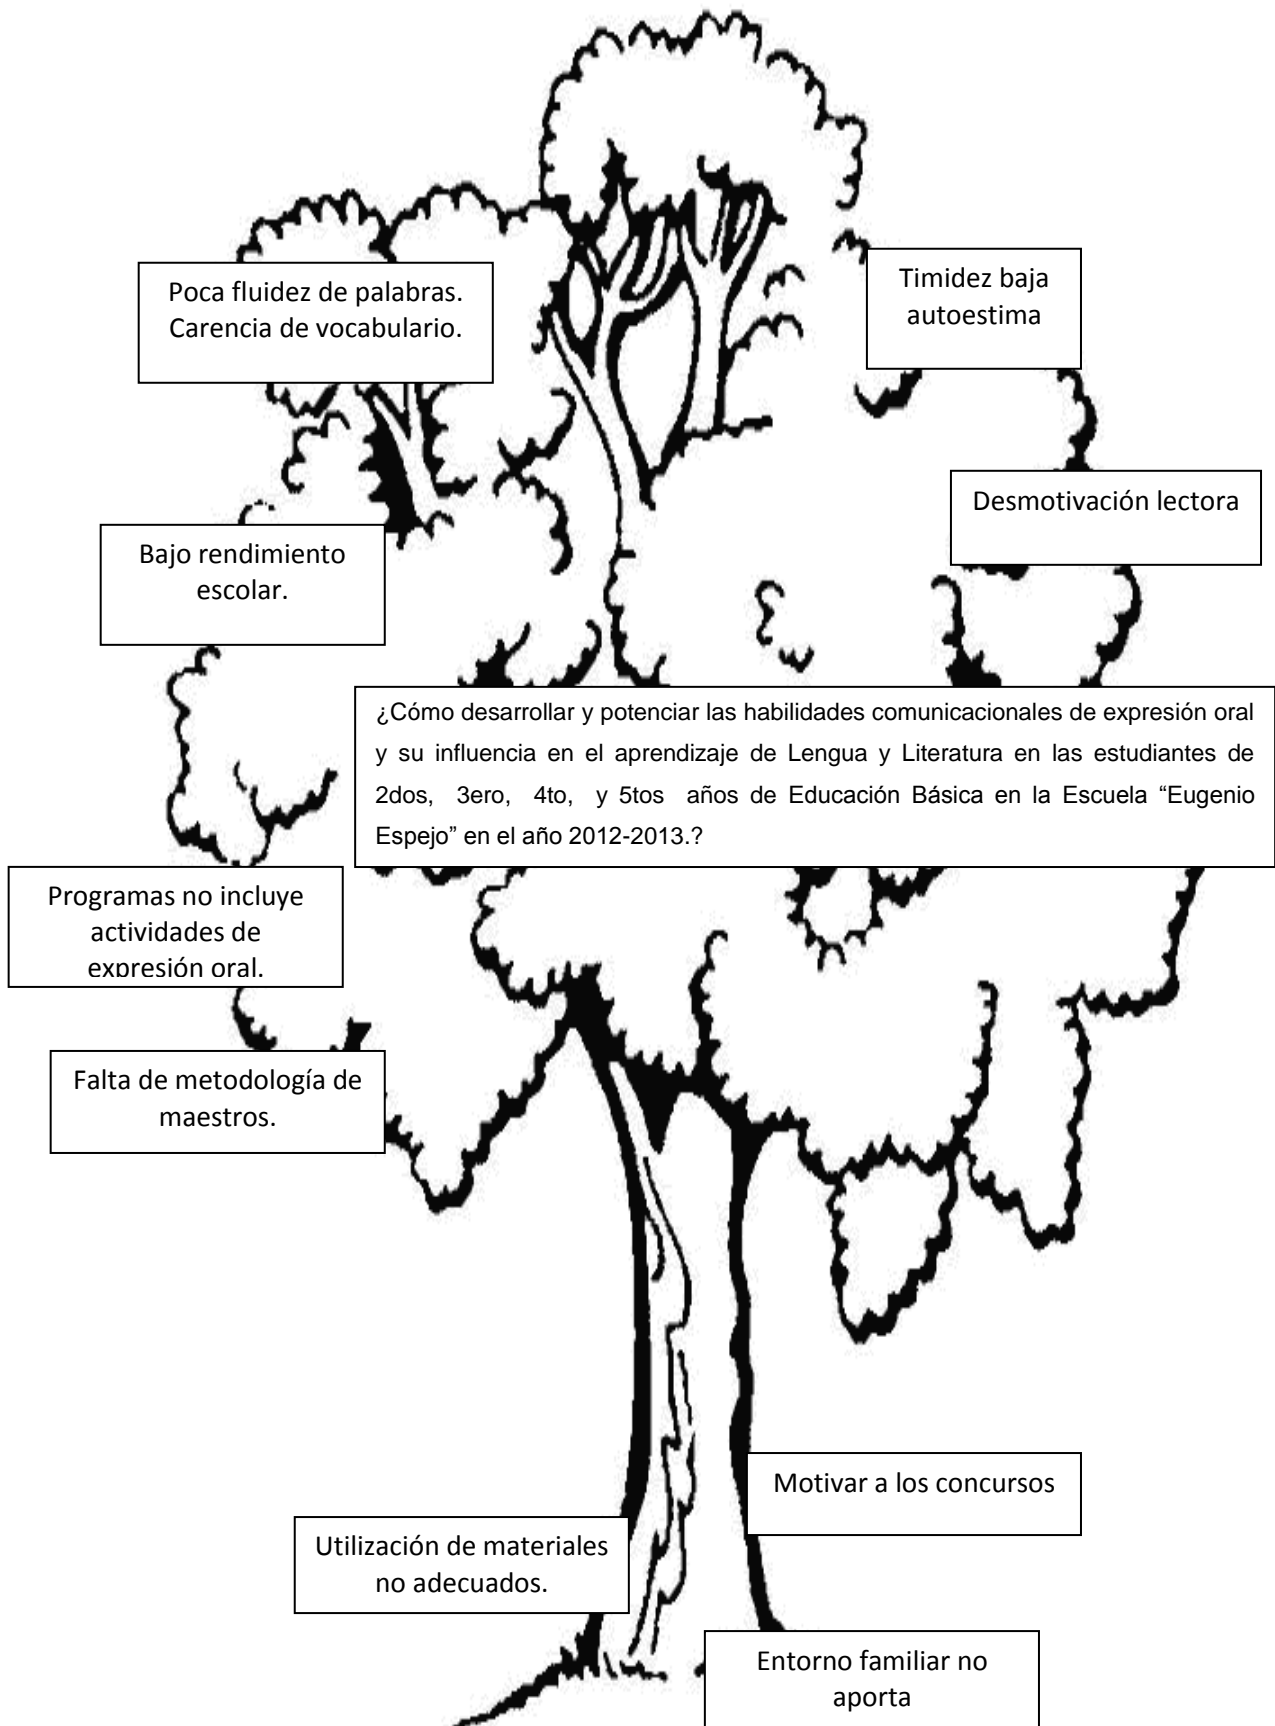 Poca fluidez de palabras.
Carencia de vocabulario.
Timidez baja
autoestima
Desmotivación lectora
Bajo rendimiento
escolar.
¿Cómo desarrollar y potenciar las habilidades comunicacionales de expresión oral
y su influencia en el aprendizaje de Lengua y Literatura en las estudiantes de
2dos, 3ero, 4to, y 5tos años de Educación Básica en la Escuela “Eugenio
Espejo” en el año 2012-2013.?
Programas no incluye
actividades de
expresión oral.
Falta de metodología de
maestros.
Motivar a los concursos
Utilización de materiales
no adecuados.
Entorno familiar no
aporta